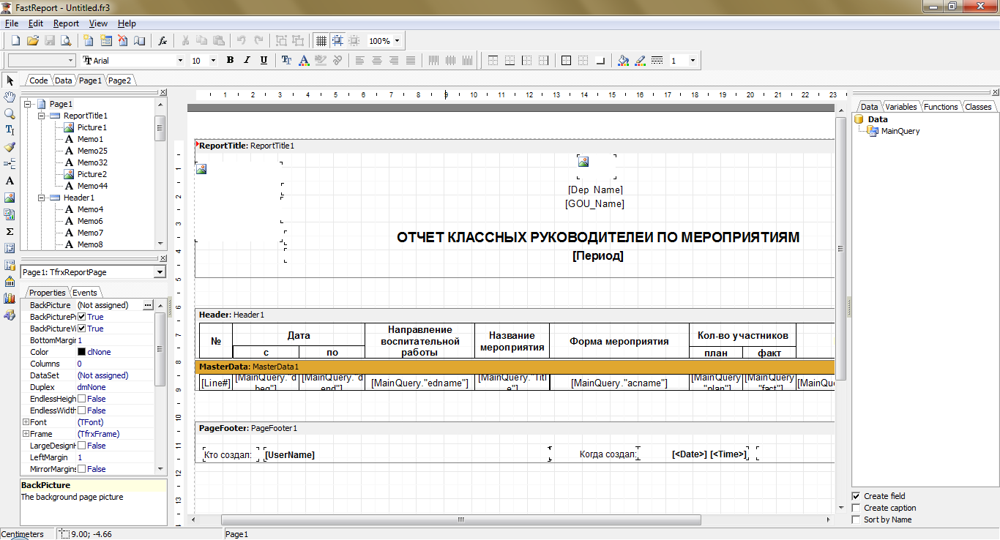 FastReport - Untitled.fr3
File Edit Report View Help
100%
Arial 10 B I U 1
Code Data Page1 Page2
Page1
ReportTitle1
Picture1
Memo1
Memo25
Memo32
Picture2
Memo44
Header1
Memo4
Memo6
Memo7
Memo8
Page1: TfrxReportPage
Properties Events
BackPicture (Not assigned)
BackPicturePr True
BackPictureVi True
BottomMargin 1
Color clNone
Columns 0
DataSet (Not assigned)
Duplex dmNone
EndlessHeigh False
EndlessWidth False
Font (TFont)
Frame (TfrxFrame)
LargeDesignH False
LeftMargin 1
MirrorMargins False
BackPicture
The background page picture
1 2 3 4 5 6 7 8 9 10 11 12 13 14 15 16 17 18 19 20 21 22 23
1
2
3
4
5
6
7
8
9
10
11
12
13
ReportTitle: ReportTitle1
[Dep_Name]
[GOU_Name]
ОТЧЕТ КЛАССНЫХ РУКОВОДИТЕЛЕЙ ПО МЕРОПРИЯТИЯМ
[Период]
Header: Header1
№
Дата
с по
Направление
воспитательной
работы
Название
мероприятия
Форма мероприятия
Кол-во участников
план факт
MasterData: MasterData1
[Line#]
[MainQuery."d
beg"]
[MainQuery."d
end"]
[MainQuery."edname"]
[MainQuery."Titl
e"]
[MainQuery."acname"]
[MainQuery
."plan"]
[MainQuery
."fact"]
[MainQu
PageFooter: PageFooter1
Кто создал: [UserName] Когда создал: [<Date>] [<Time>]
Data Variables Functions Classes
Data
MainQuery
Create field
Create caption
Sort by Name
Centimeters 9.00; -4.66 Page1